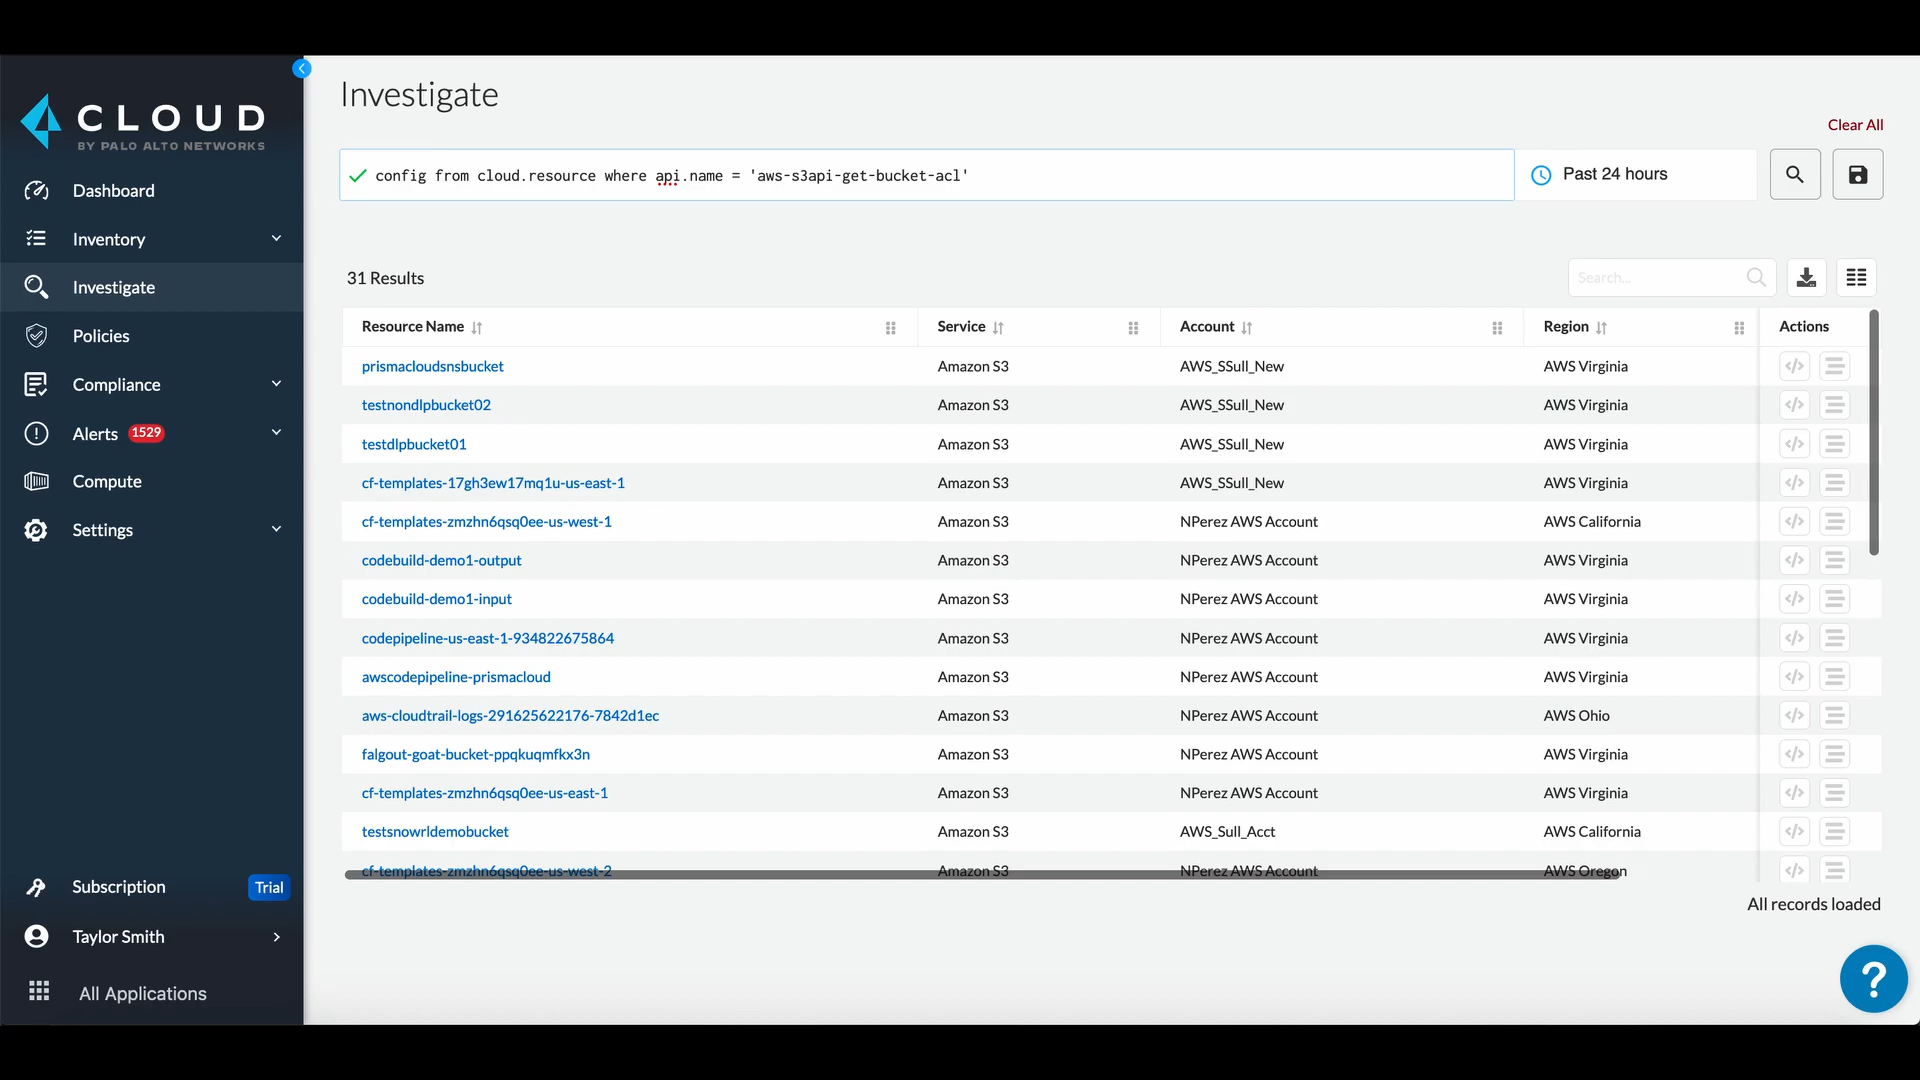 CLOUD
BY PALO ALTO NETWORKS
Dashboard
Inventory
Investigate
Policies
Compliance
Alerts 1529
Compute
Settings
Subscription Trial
Taylor Smith
All Applications
Investigate
Clear All
config from cloud.resource where api.name = 'aws-s3api-get-bucket-acl'
Past 24 hours
31 Results
Search...
Resource Name Service Account Region Actions
prismacloudsnsbucket Amazon S3 AWS_SSull_New AWS Virginia
testnondlpbucket02 Amazon S3 AWS_SSull_New AWS Virginia
testdlpbucket01 Amazon S3 AWS_SSull_New AWS Virginia
cf-templates-17gh3ew17mq1u-us-east-1 Amazon S3 AWS_SSull_New AWS Virginia
cf-templates-zmzhn6qsq0ee-us-west-1 Amazon S3 NPerez AWS Account AWS California
codebuild-demo1-output Amazon S3 NPerez AWS Account AWS Virginia
codebuild-demo1-input Amazon S3 NPerez AWS Account AWS Virginia
codepipeline-us-east-1-934822675864 Amazon S3 NPerez AWS Account AWS Virginia
awscodepipeline-prismacloud Amazon S3 NPerez AWS Account AWS Virginia
aws-cloudtrail-logs-291625622176-7842d1ec Amazon S3 NPerez AWS Account AWS Ohio
falgout-goat-bucket-ppqkuqmfkx3n Amazon S3 NPerez AWS Account AWS Virginia
cf-templates-zmzhn6qsq0ee-us-east-1 Amazon S3 NPerez AWS Account AWS Virginia
testsnowrldemobucket Amazon S3 AWS_Sull_Acct AWS California
cf-templates-zmzhn6qsq0ee-us-west-2 Amazon S3 NPerez AWS Account AWS Oregon
All records loaded
?